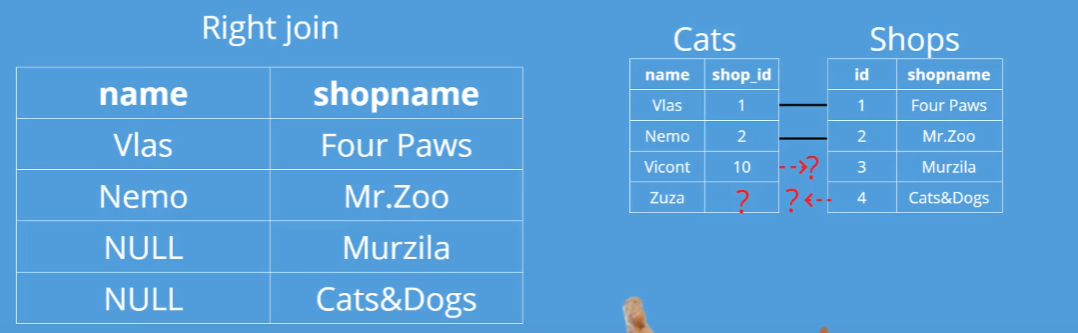 Right join
name shopname
Vlas Four Paws
Nemo Mr.Zoo
NULL Murzila
NULL Cats&Dogs
Cats Shops
name shop_id id shopname
Vlas 1 1 Four Paws
Nemo 2 2 Mr.Zoo
Vicont 10 ? 3 Murzila
Zuza ? ? 4 Cats&Dogs